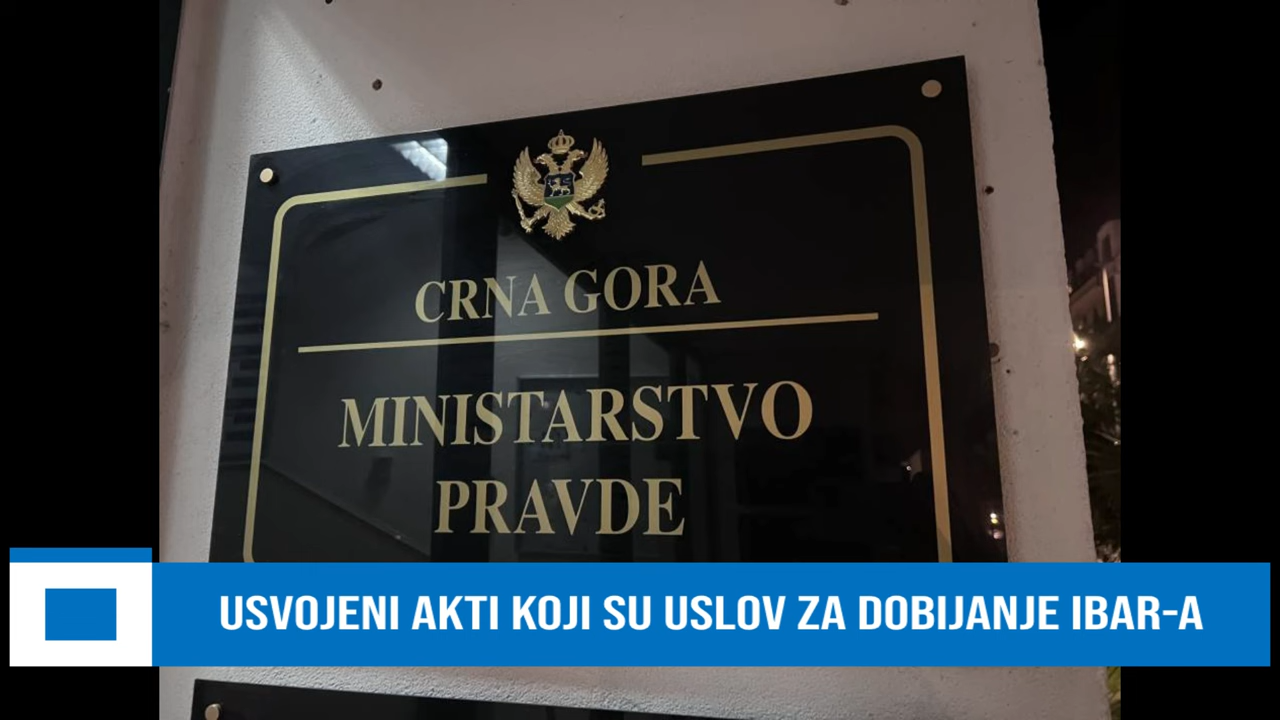 CRNA GORA
MINISTARSTVO
PRAVDE
USVOJENI AKTI KOJI SU USLOV ZA DOBIJANJE IBAR-A